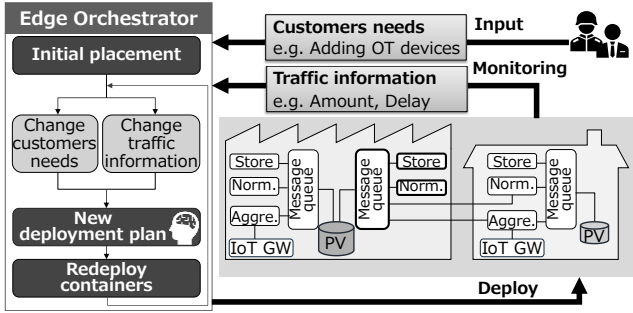 Edge Orchestrator
Initial placement
Change
customers
needs
Change
traffic
information
New
deployment plan
Redeploy
containers
Customers needs
e.g. Adding OT devices
Input
Traffic information
e.g. Amount, Delay
Monitoring
Store
Norm.
Aggre.
IoT GW
Message
queue
PV
Message
queue
Store
Norm.
Store
Norm.
Aggre.
IoT GW
Message
queue
PV
Deploy